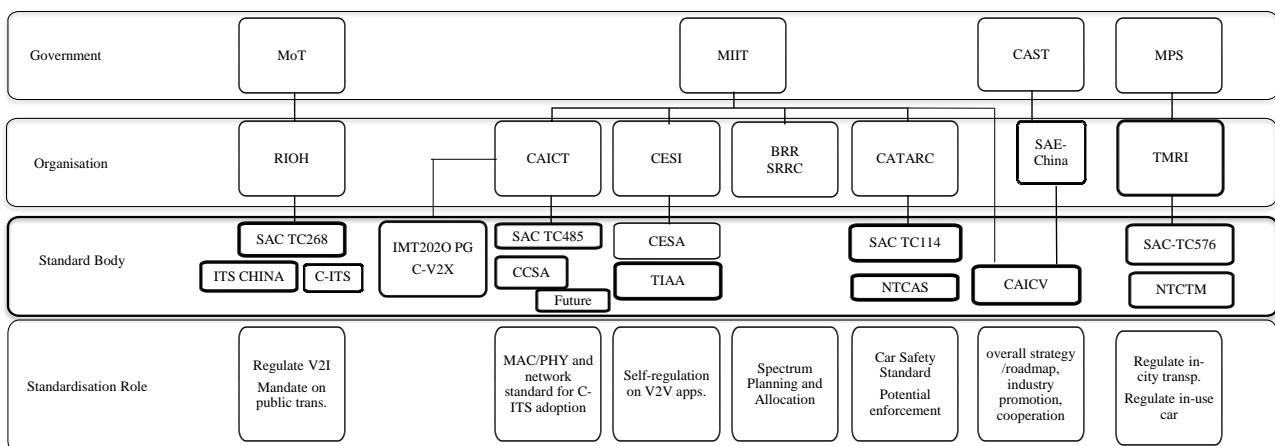 Government
MoT
MIIT
CAST
MPS
Organisation
RIOH
CAICT
CESI
BRR
SRRC
CATARC
SAE-
China
TMRI
Standard Body
SAC TC268
ITS CHINA
C-ITS
IMT202O PG
C-V2X
SAC TC485
CCSA
Future
CESA
TIAA
SAC TC114
NTCAS
CAICV
SAC-TC576
NTCTM
Standardisation Role
Regulate V2I
Mandate on
public trans.
MAC/PHY and
network
standard for C-
ITS adoption
Self-regulation
on V2V apps.
Spectrum
Planning and
Allocation
Car Safety
Standard
Potential
enforcement
overall strategy
/roadmap,
industry
promotion,
cooperation
Regulate in-
city transp.
Regulate in-use
car